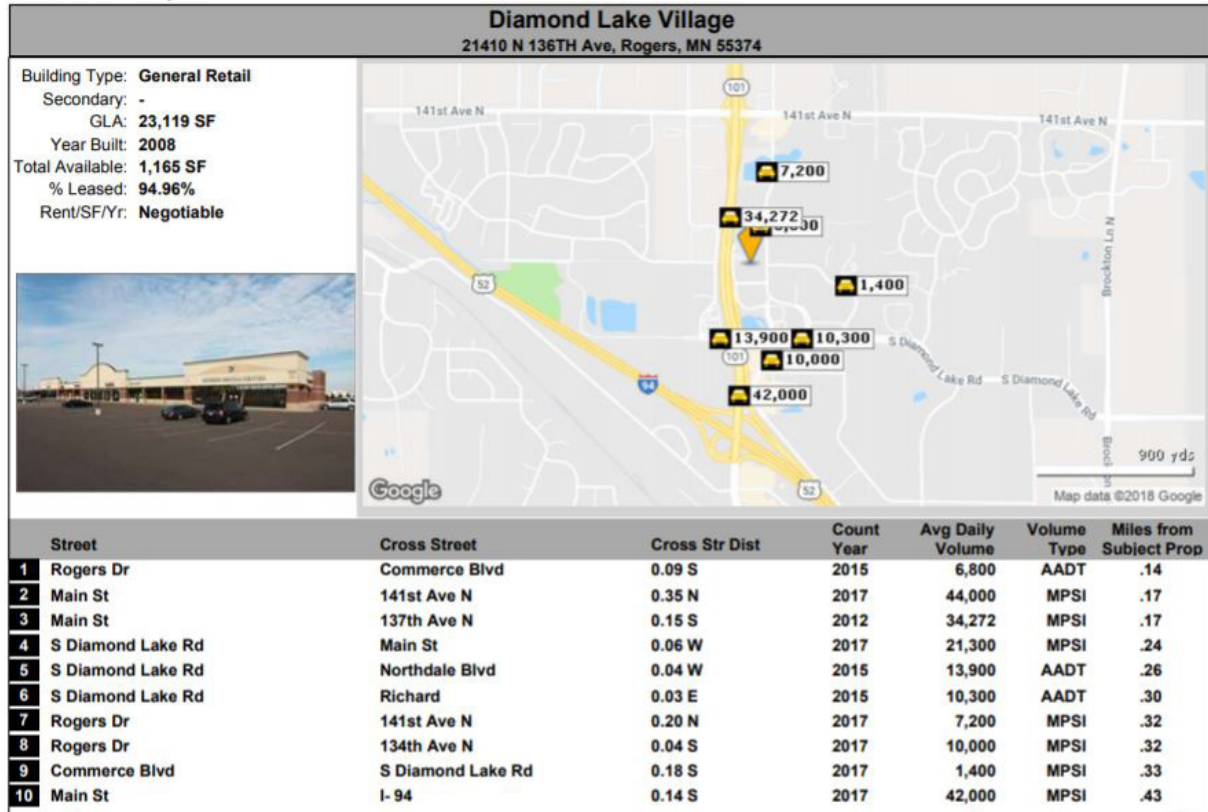 Diamond Lake Village
21410 N 136TH Ave, Rogers, MN 55374
Building Type: General Retail
Secondary: -
GLA: 23,119 SF
Year Built: 2008
Total Available: 1,165 SF
% Leased: 94.96%
Rent/SF/Yr: Negotiable
101
141st Ave N
141st Ave N
141st Ave N
7,200
34,272
Brockton Ln N
52
1,400
13,900
10,300
S Diamond Lake Rd
101
10,000
S Diamond Lake Rd
94
42,000
900 yds
Google
52
Map data ©2018 Google
Street Cross Street Cross Str Dist Count Year Avg Daily Volume Volume Type Miles from Subject Prop
1 Rogers Dr Commerce Blvd 0.09 S 2015 6,800 AADT .14
2 Main St 141st Ave N 0.35 N 2017 44,000 MPSI .17
3 Main St 137th Ave N 0.15 S 2012 34,272 MPSI .17
4 S Diamond Lake Rd Main St 0.06 W 2017 21,300 MPSI .24
5 S Diamond Lake Rd Northdale Blvd 0.04 W 2015 13,900 AADT .26
6 S Diamond Lake Rd Richard 0.03 E 2015 10,300 AADT .30
7 Rogers Dr 141st Ave N 0.20 N 2017 7,200 MPSI .32
8 Rogers Dr 134th Ave N 0.04 S 2017 10,000 MPSI .32
9 Commerce Blvd S Diamond Lake Rd 0.18 S 2017 1,400 MPSI .33
10 Main St I- 94 0.14 S 2017 42,000 MPSI .43